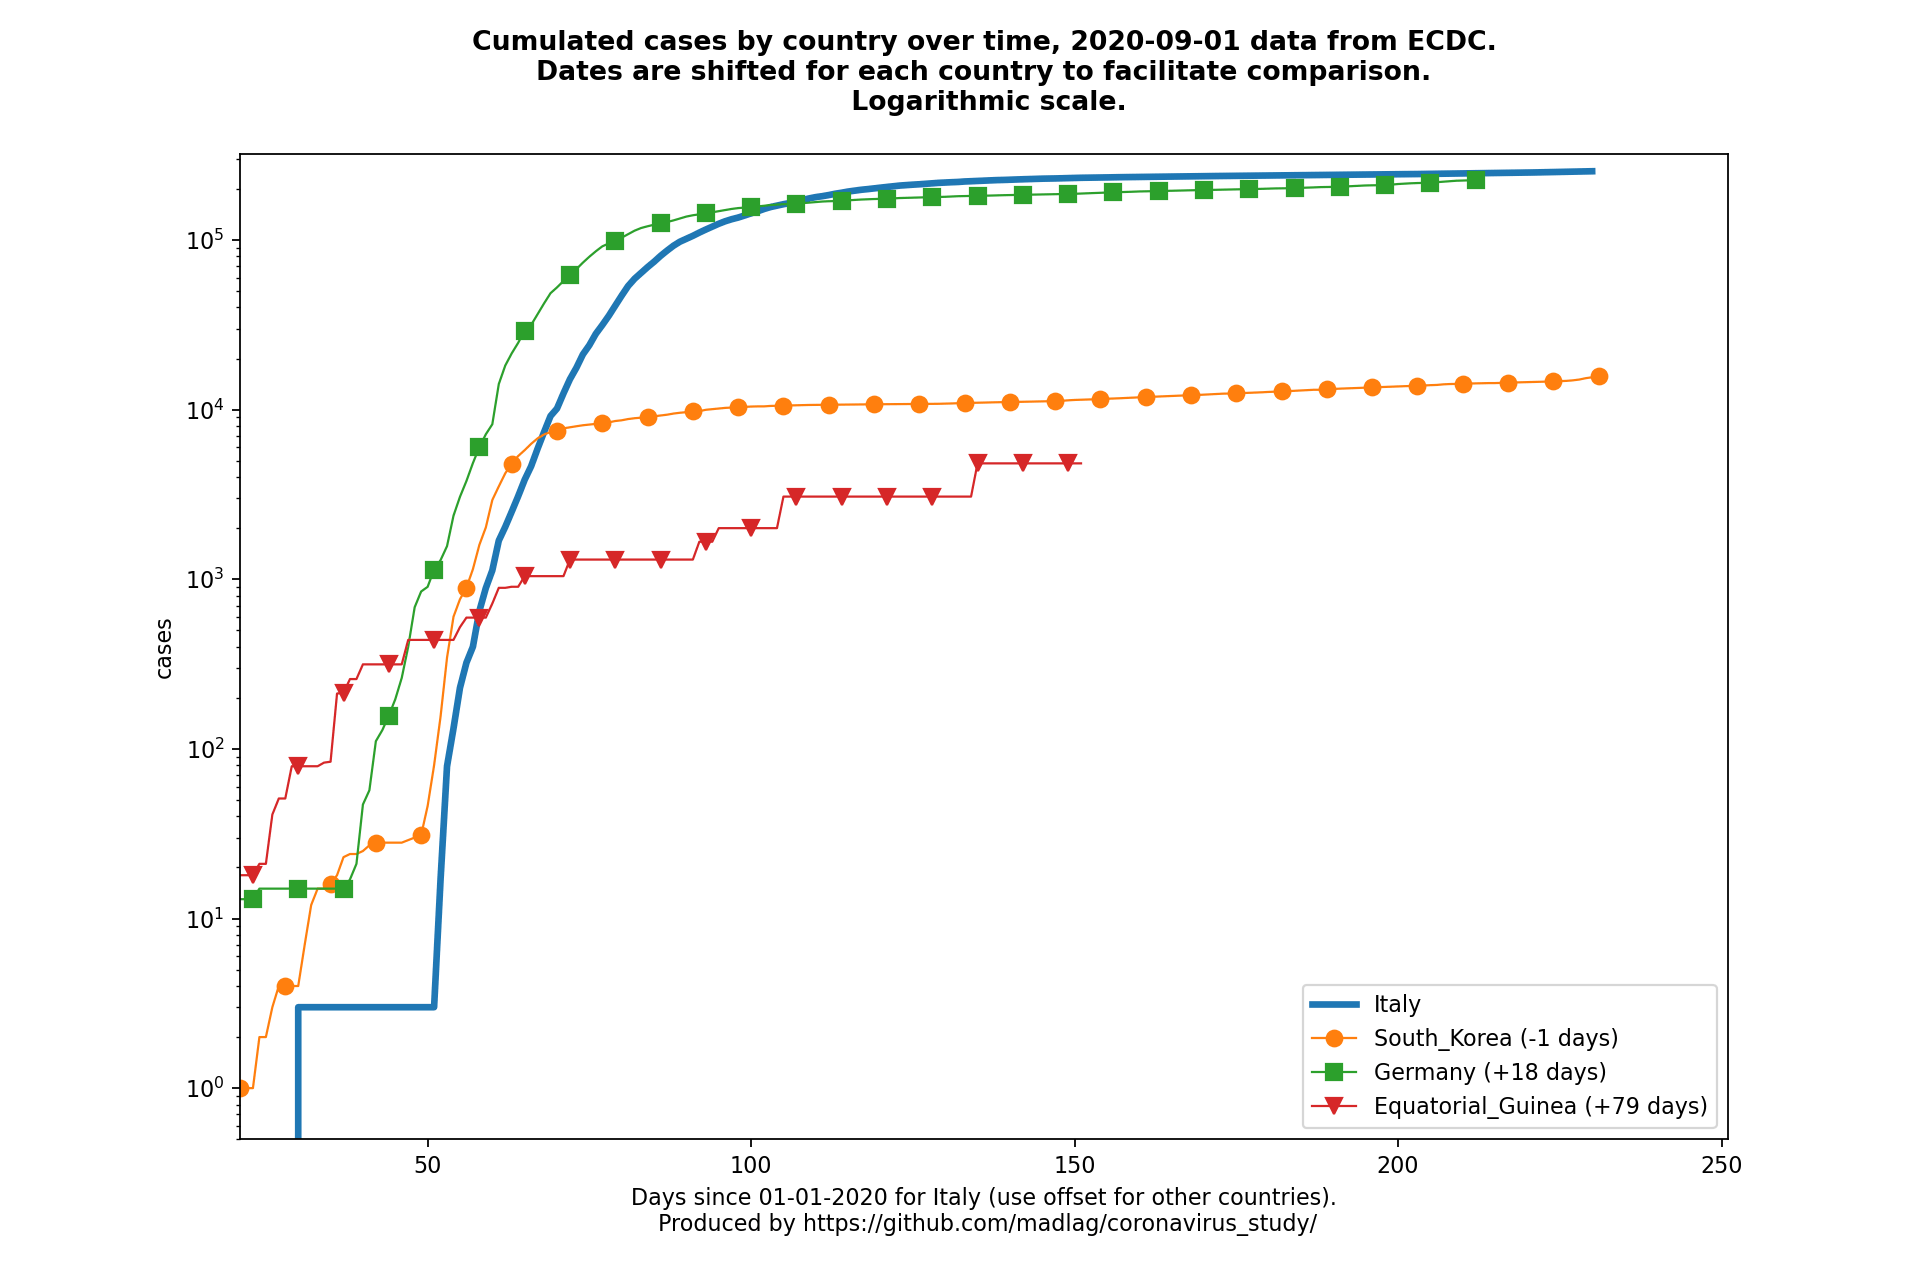 Cumulated cases by country over time, 2020-09-01 data from ECDC.
Dates are shifted for each country to facilitate comparison.
Logarithmic scale.
10^5
10^4
10^3
10^2
10^1
10^0
cases
Italy
South_Korea (-1 days)
Germany (+18 days)
Equatorial_Guinea (+79 days)
50 100 150 200 250
Days since 01-01-2020 for Italy (use offset for other countries).
Produced by https://github.com/madlag/coronavirus_study/